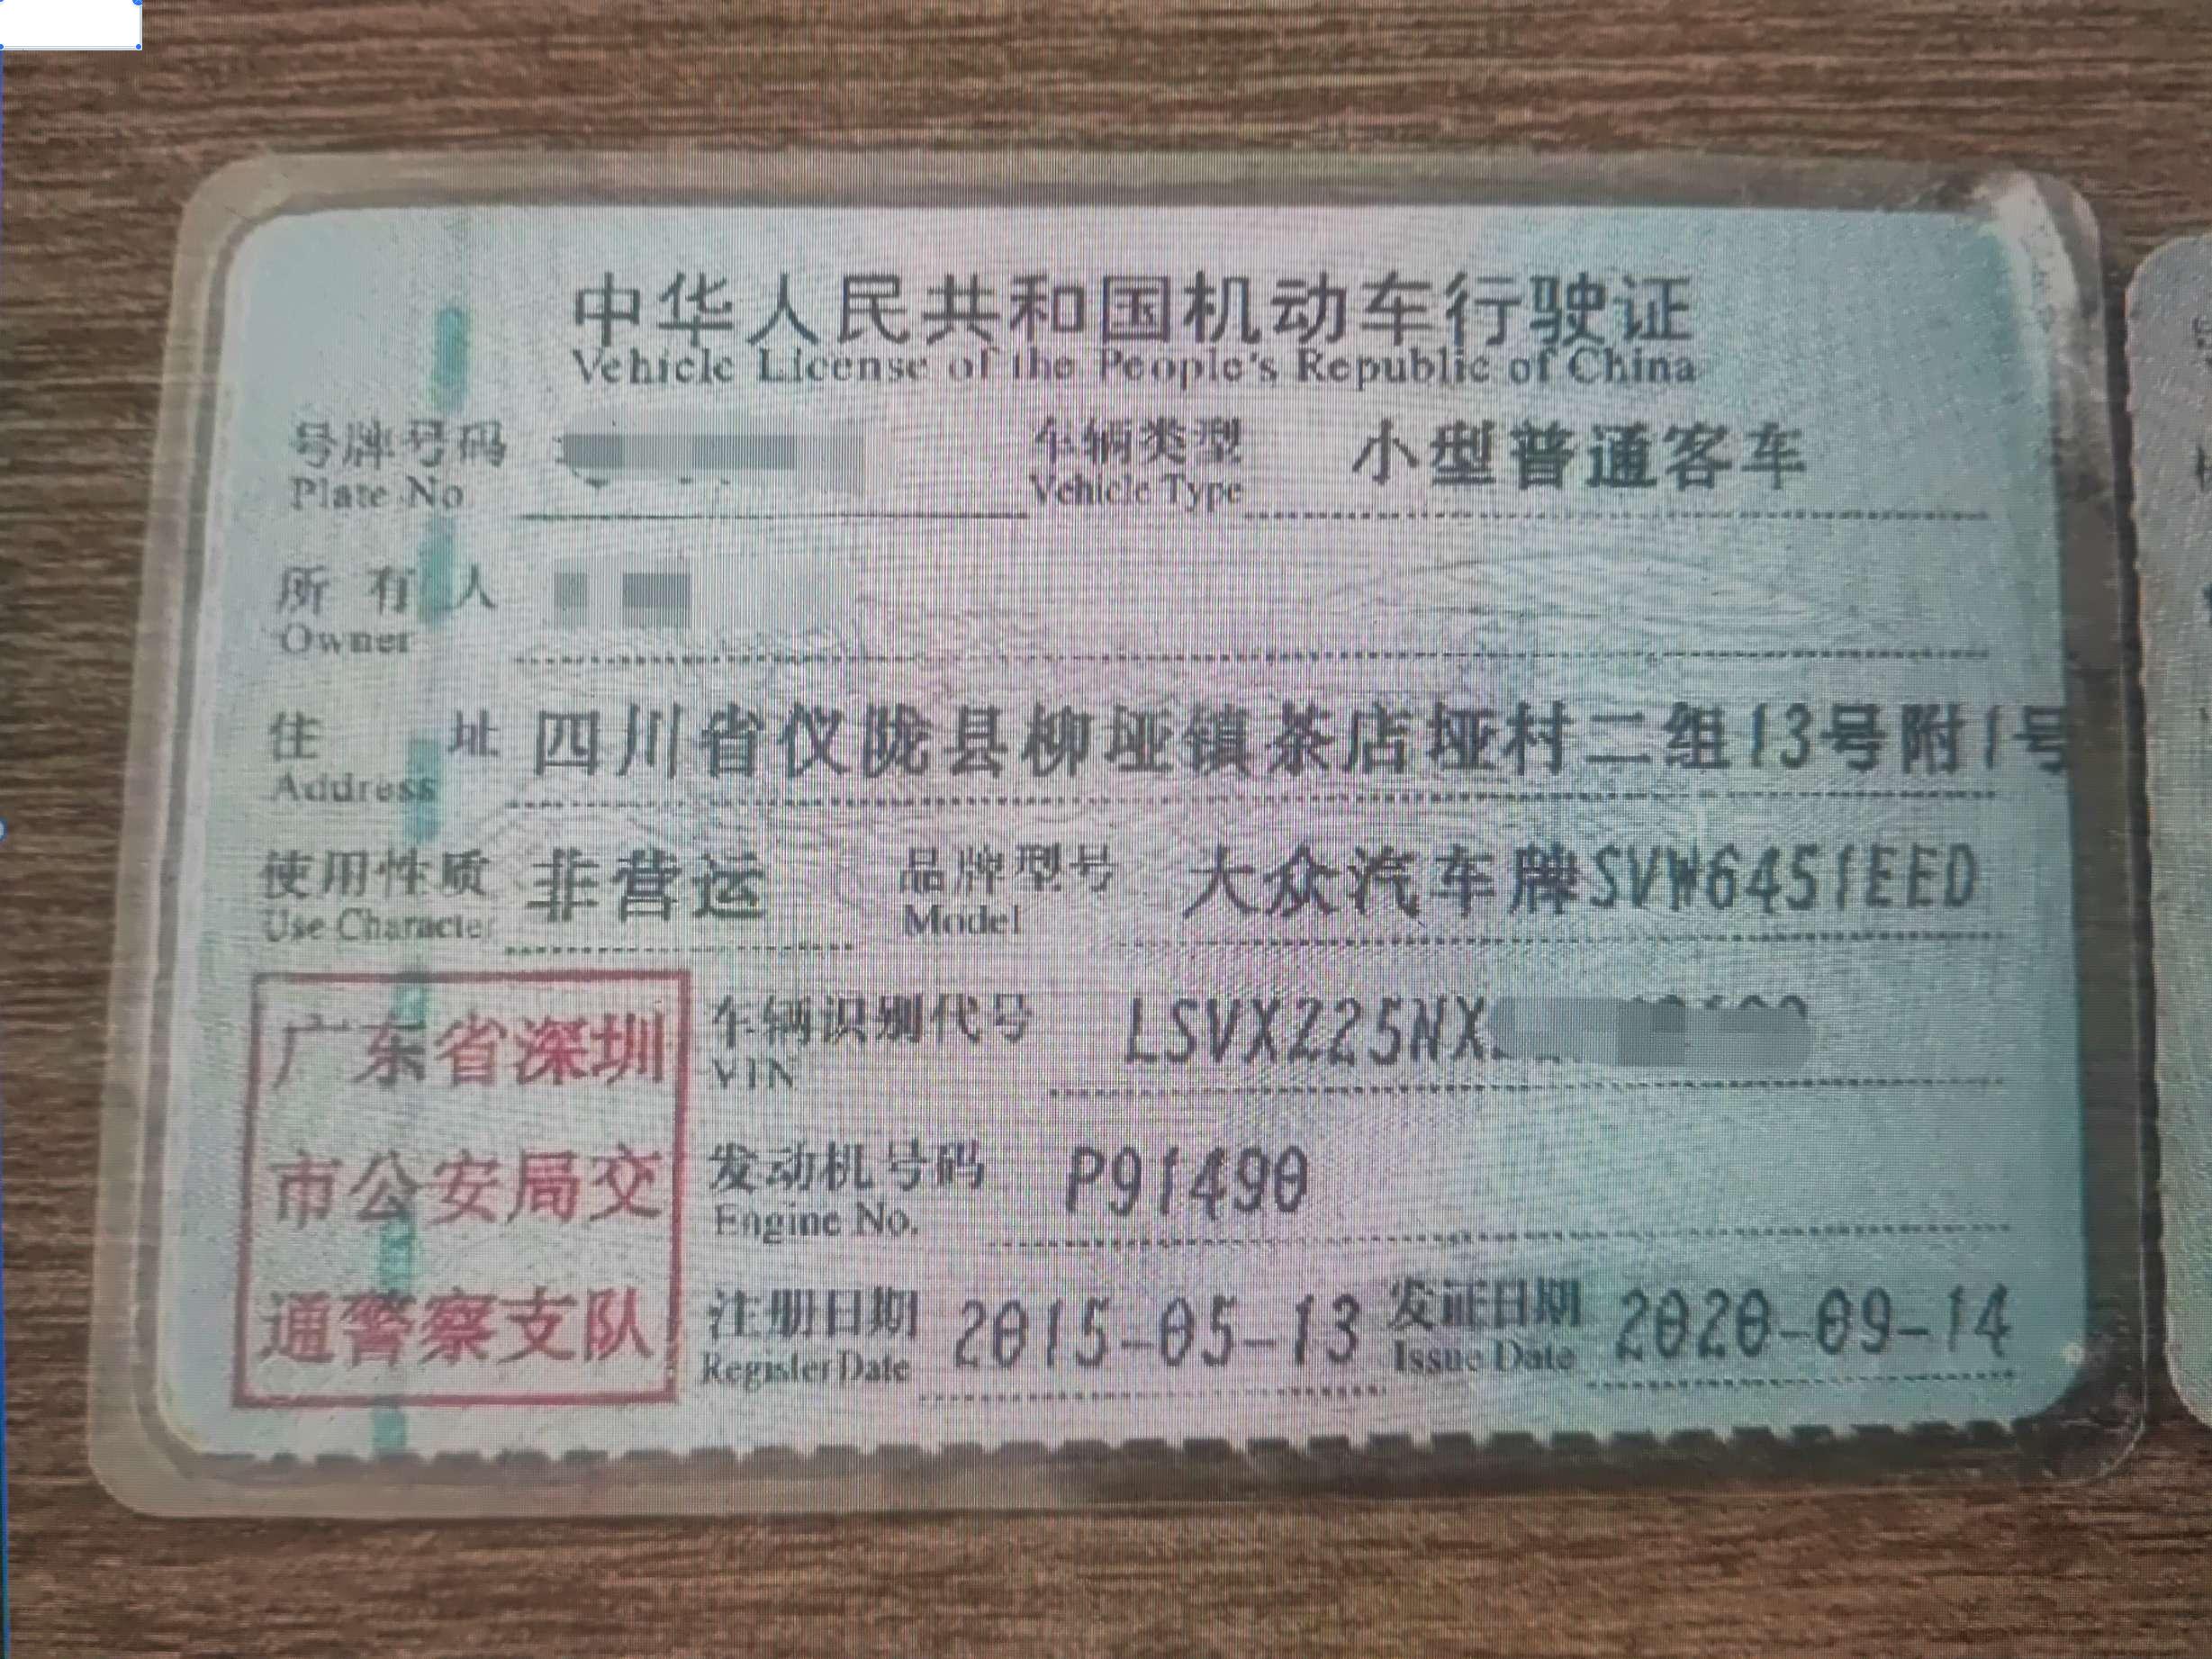 中华人民共和国机动车行驶证
Vehicle License of the People's Republic of China
号牌号码 车辆类型 小型普通客车
Plate No Vehicle Type
所有人
Owner
住址 四川省仪陇县柳垭镇茶店垭村二组13号附1号
Address
使用性质 非营运 品牌型号 大众汽车牌SVW6451EED
Use Character Model
广东省深圳
市公安局交
通警察支队
车辆识别代号 LSVX225NX
VIN
发动机号码 P91490
Engine No.
注册日期 2015-05-13 发证日期 2020-09-14
Register Date Issue Date